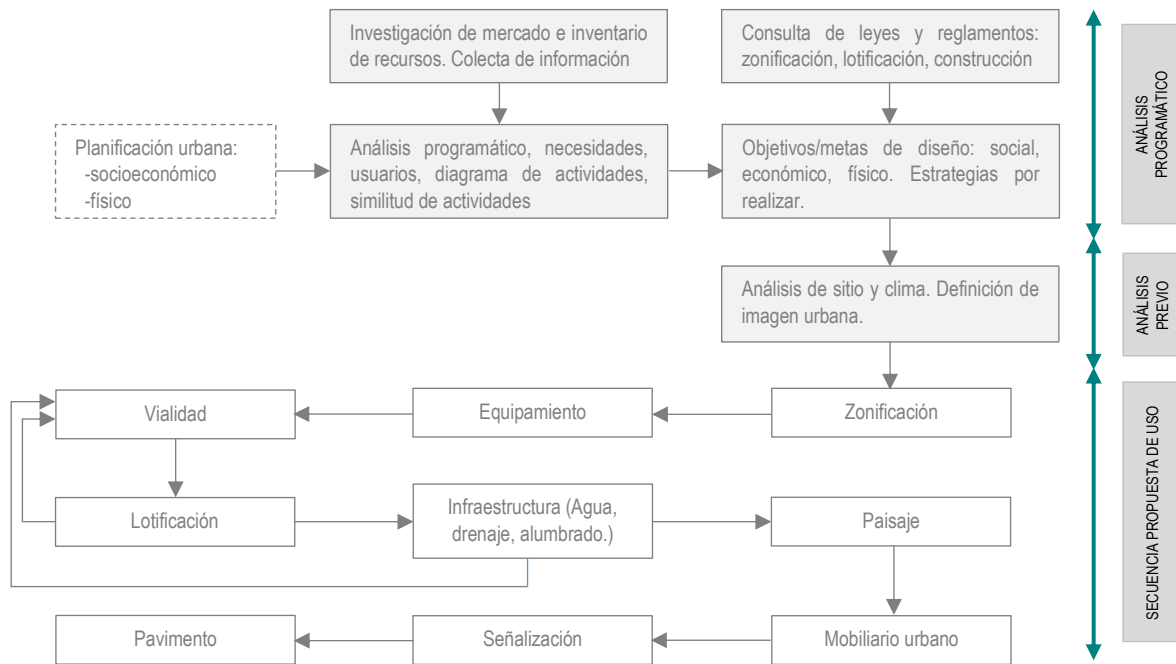 Investigación de mercado e inventario
de recursos. Colecta de información
Consulta de leyes y reglamentos:
zonificación, lotificación, construcción
Planificación urbana:
-socioeconómico
-físico
Análisis programático, necesidades,
usuarios, diagrama de actividades,
similitud de actividades
Objetivos/metas de diseño: social,
económico, físico. Estrategias por
realizar.
ANÁLISIS
PROGRAMÁTICO
Análisis de sitio y clima. Definición de
imagen urbana.
ANÁLISIS
PREVIO
Vialidad
Equipamiento
Zonificación
Lotificación
Infraestructura (Agua,
drenaje, alumbrado.)
Paisaje
Pavimento
Señalización
Mobiliario urbano
SECUENCIA PROPUESTA DE USO